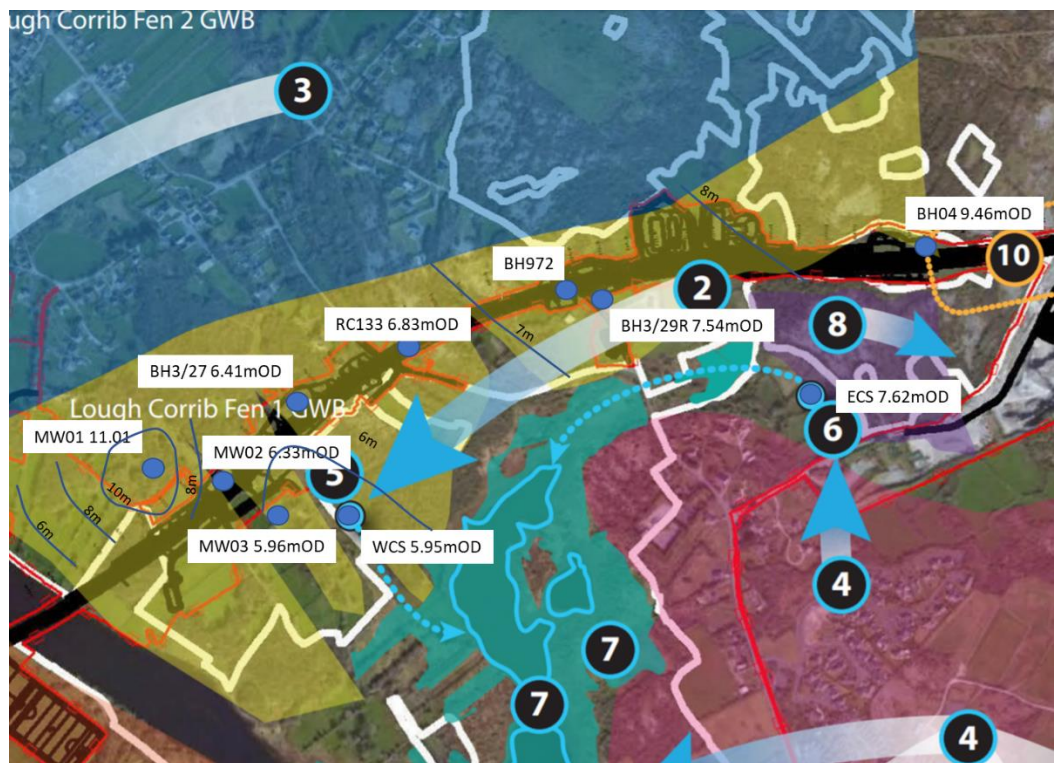 ugh Corrib Fen 2 GWB
3
8m
BH04 9.46mOD
10
BH972
2
RC133 6.83mOD
7m
BH3/29R 7.54mOD
8
BH3/27 6.41mOD
Lough Corrib Fen 1 GWB
ECS 7.62mOD
MW01 11.01
6m
6
MW02 6.33mOD
5
10m
8m
8m
6m
MW03 5.96mOD
WCS 5.95mOD
4
7
7
4